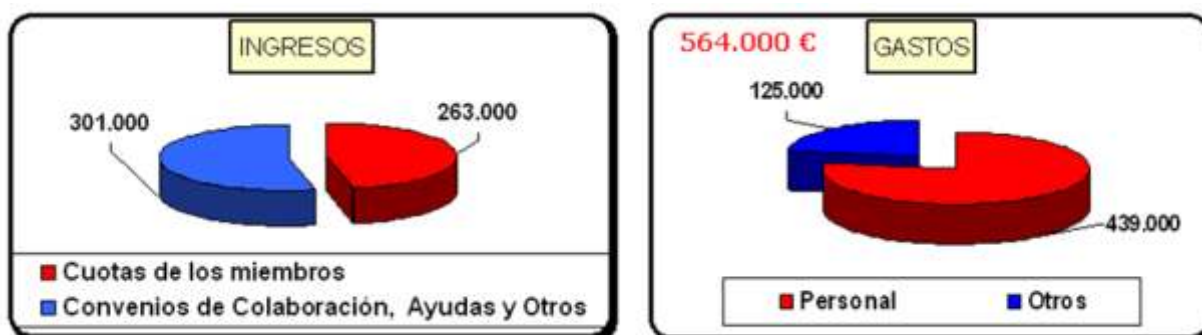 INGRESOS
301.000
263.000
Cuotas de los miembros
Convenios de Colaboración, Ayudas y Otros
564.000 €
GASTOS
125.000
439.000
Personal
Otros